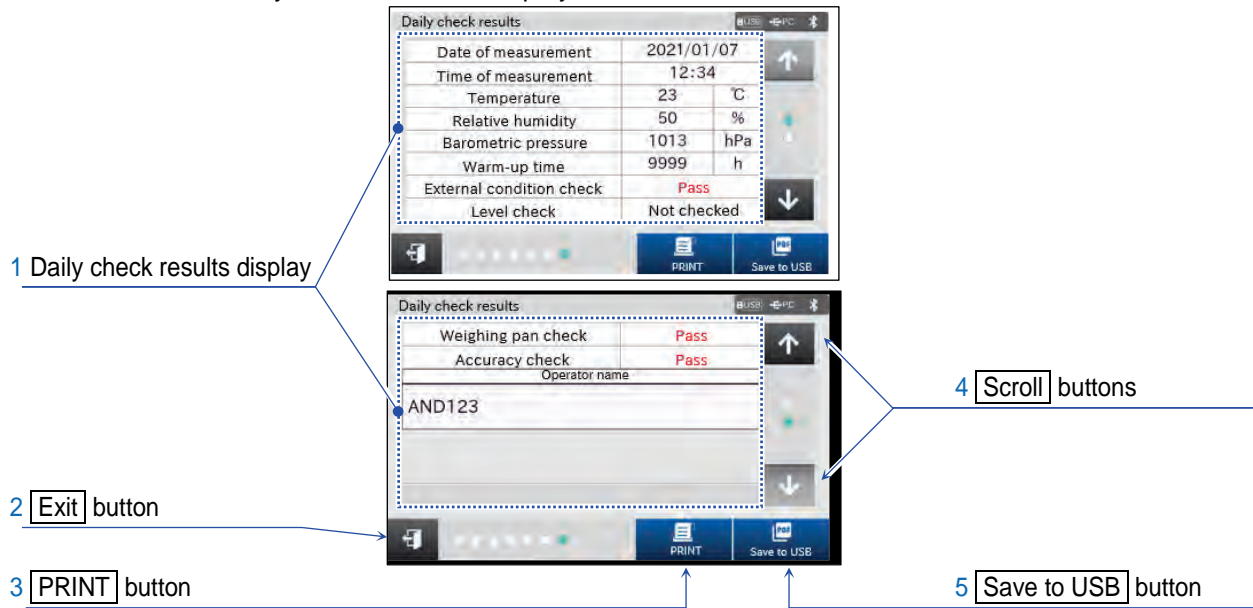 Daily check results USB PC
Date of measurement 2021/01/07
Time of measurement 12:34
Temperature 23 ℃
Relative humidity 50 %
Barometric pressure 1013 hPa
Warm-up time 9999 h
External condition check Pass
Level check Not checked
PRINT PDF Save to USB
1 Daily check results display
Daily check results USB PC
Weighing pan check Pass
Accuracy check Pass
Operator name
AND123
4 Scroll buttons
2 Exit button
PRINT PDF Save to USB
3 PRINT button
5 Save to USB button